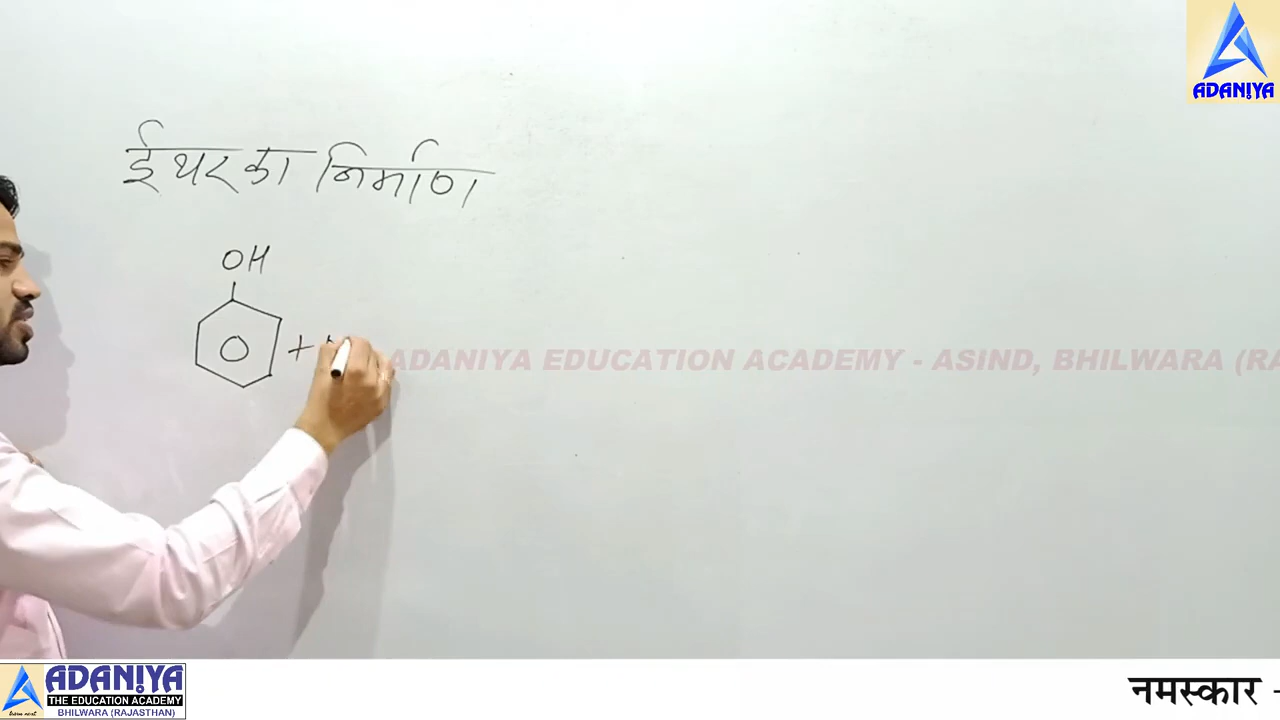 ADANIYA
ईथर का निर्माण
OH
+
ADANIYA EDUCATION ACADEMY - ASIND, BHILWARA (RA
ADANIYA
THE EDUCATION ACADEMY
BHILWARA (RAJASTHAN)
नमस्कार -